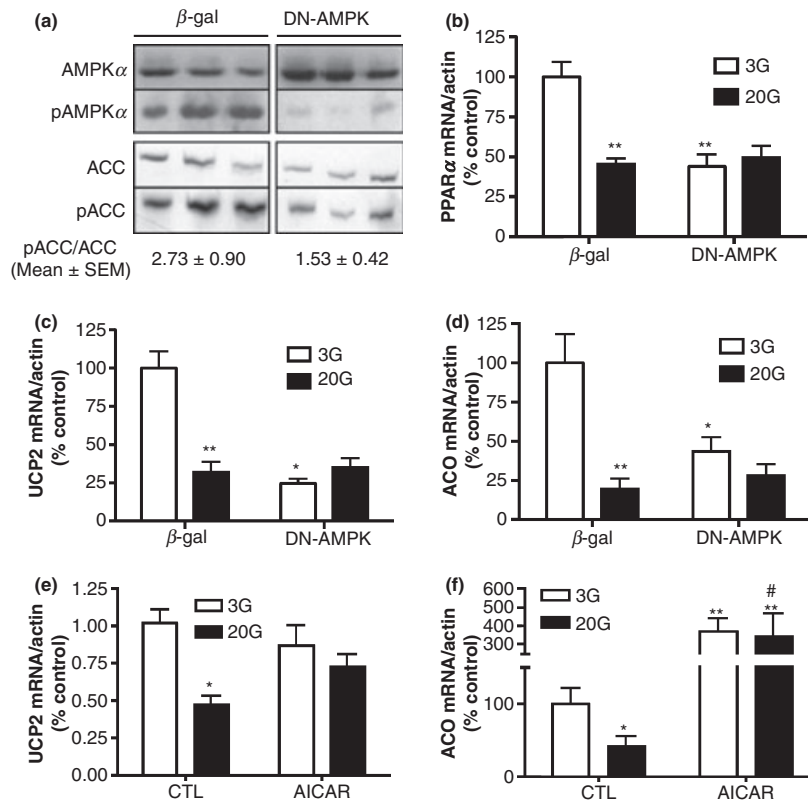 (a)
β-gal DN-AMPK
AMPKα
pAMPKα
ACC
pACC
pACC/ACC
(Mean ± SEM)
2.73 ± 0.90 1.53 ± 0.42
(b)
PPARα mRNA/actin
(% control)
125
100
75
50
25
0
3G
20G
**
**
β-gal DN-AMPK
(c)
UCP2 mRNA/actin
(% control)
125
100
75
50
25
0
3G
20G
**
*
β-gal DN-AMPK
(d)
ACO mRNA/actin
(% control)
125
100
75
50
25
0
3G
20G
**
*
β-gal DN-AMPK
(e)
UCP2 mRNA/actin
(% control)
1.25
1.00
0.75
0.50
0.25
0.00
3G
20G
*
CTL AICAR
(f)
ACO mRNA/actin
(% control)
600
500
400
300
100
0
3G
20G
*
**
#
**
CTL AICAR